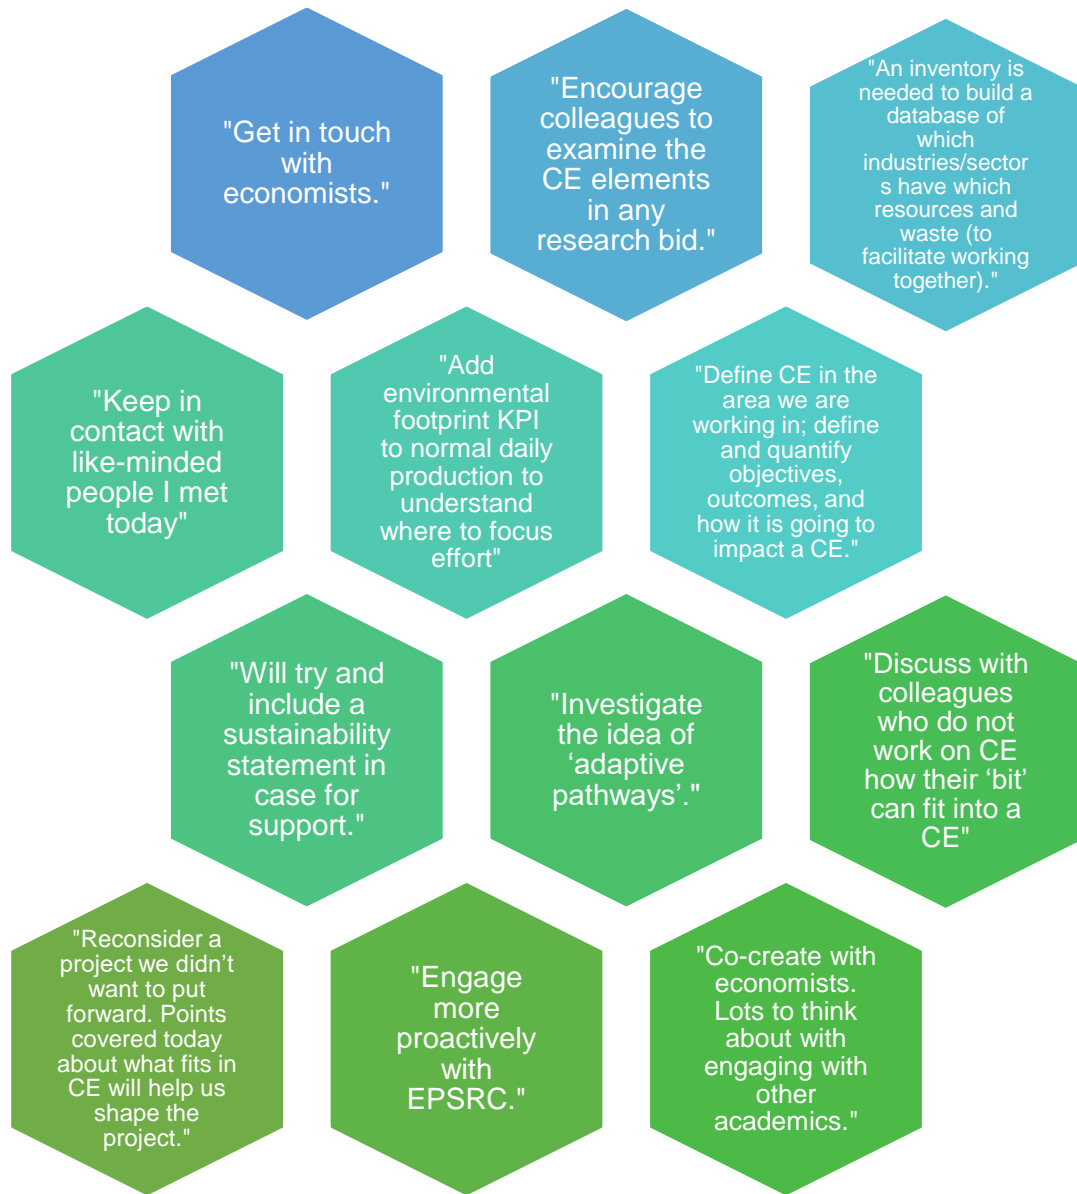 "Get in touch
with
economists."
"Encourage
colleagues to
examine the
CE elements
in any
research bid."
"An inventory is
needed to build a
database of
which
industries/sector
s have which
resources and
waste (to
facilitate working
together)."
"Keep in
contact with
like-minded
people I met
today"
"Add
environmental
footprint KPI
to normal daily
production to
understand
where to focus
effort"
"Define CE in the
area we are
working in; define
and quantify
objectives,
outcomes, and
how it is going to
impact a CE."
"Will try and
include a
sustainability
statement in
case for
support."
"Investigate
the idea of
‘adaptive
pathways’."
"Discuss with
colleagues
who do not
work on CE
how their ‘bit’
can fit into a
CE"
"Reconsider a
project we didn’t
want to put
forward. Points
covered today
about what fits in
CE will help us
shape the
project."
"Engage
more
proactively
with
EPSRC."
"Co-create with
economists.
Lots to think
about with
engaging with
other
academics."